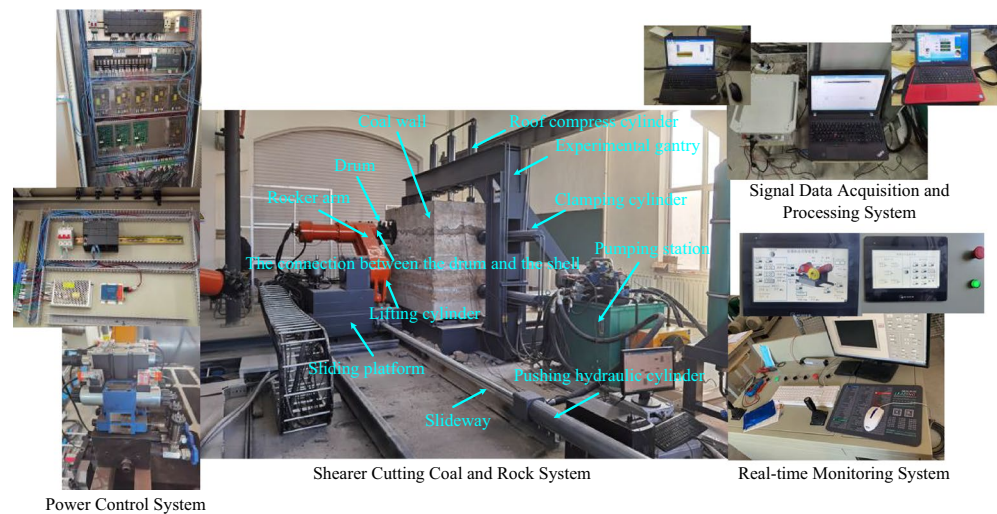 Coal wall
Roof compress cylinder
Experimental gantry
Drum
Rocker arm
Clamping cylinder
Pumping station
The connection between the drum and the shell
Lifting cylinder
Sliding platform
Pushing hydraulic cylinder
Slideway
Signal Data Acquisition and
Processing System
Shearer Cutting Coal and Rock System
Real-time Monitoring System
Power Control System